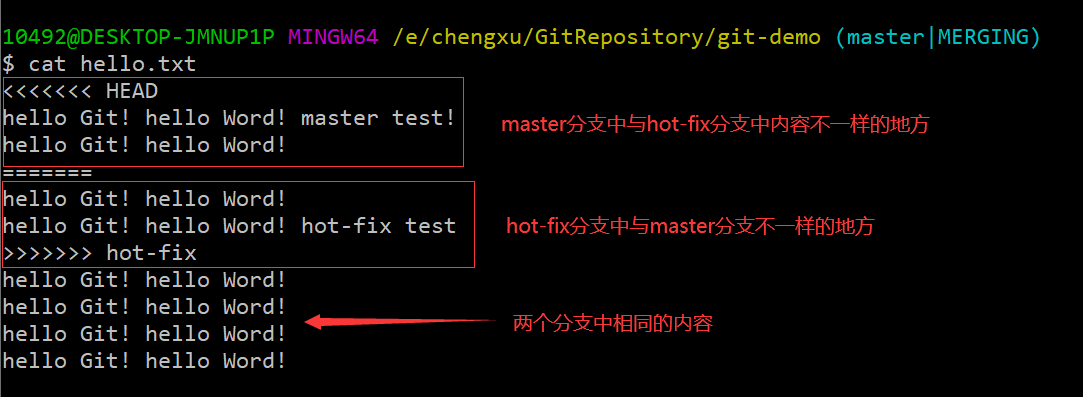 10492@DESKTOP-JMNUP1P MINGW64 /e/chengxu/GitRepository/git-demo (master|MERGING)
$ cat hello.txt
<<<<<<< HEAD
hello Git! hello Word! master test!
master分支中与hot-fix分支中内容不一样的地方
hello Git! hello Word!
=======
hello Git! hello Word!
hello Git! hello Word! hot-fix test
hot-fix分支中与master分支不一样的地方
>>>>>>> hot-fix
hello Git! hello Word!
hello Git! hello Word!
两个分支中相同的内容
hello Git! hello Word!
hello Git! hello Word!